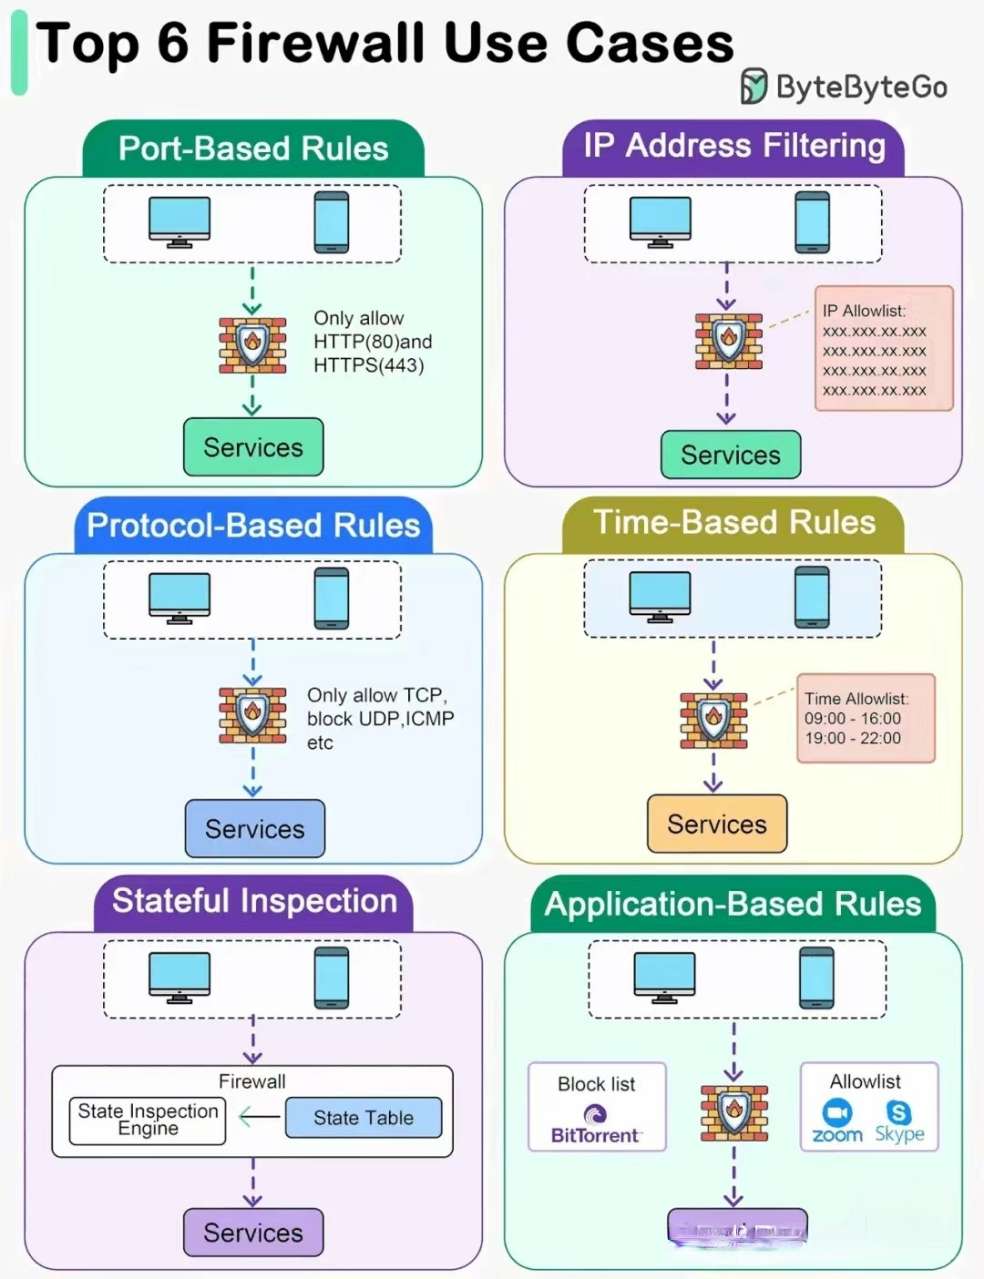 Top 6 Firewall Use Cases
ByteByteGo
Port-Based Rules
Only allow
HTTP(80)and
HTTPS(443)
Services
IP Address Filtering
IP Allowlist:
xxx.xxx.xx.xxx
xxx.xxx.xx.xxx
xxx.xxx.xx.xxx
xxx.xxx.xx.xxx
Services
Protocol-Based Rules
Only allow TCP,
block UDP,ICMP
etc
Services
Time-Based Rules
Time Allowlist:
09:00 - 16:00
19:00 - 22:00
Services
Stateful Inspection
Firewall
State Inspection
Engine
State Table
Services
Application-Based Rules
Block list
BitTorrent
Allowlist
zoom
Skype